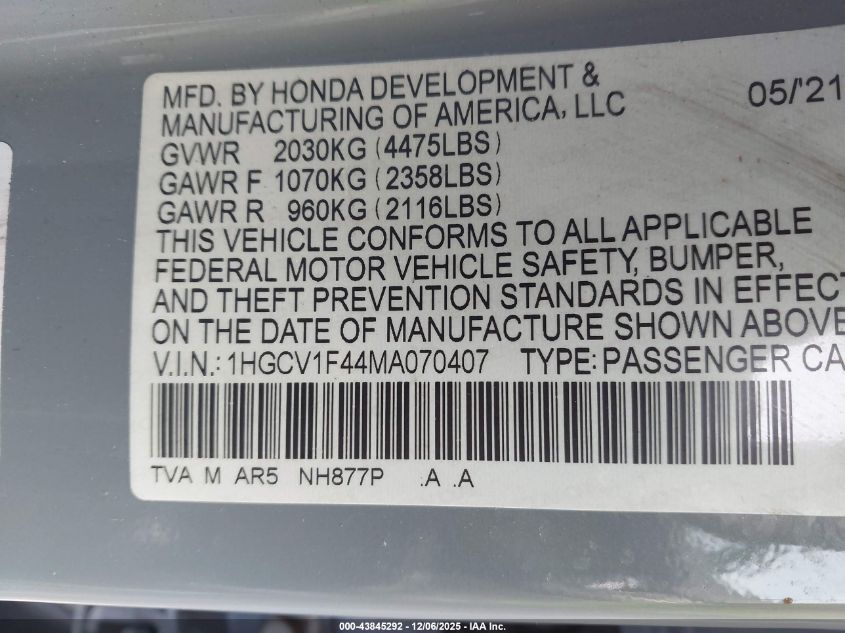 MFD. BY HONDA DEVELOPMENT & 05/'21
MANUFACTURING OF AMERICA, LLC
GVWR 2030KG (4475LBS)
GAWR F 1070KG (2358LBS)
GAWR R 960KG (2116LBS)
THIS VEHICLE CONFORMS TO ALL APPLICABLE
FEDERAL MOTOR VEHICLE SAFETY, BUMPER,
AND THEFT PREVENTION STANDARDS IN EFFECT
ON THE DATE OF MANUFACTURE SHOWN ABOVE
V.I.N.: 1HGCV1F44MA070407 TYPE: PASSENGER CA
TVA M AR5 NH877P .A .A
000-43845292 - 12/06/2025 - IAA Inc.